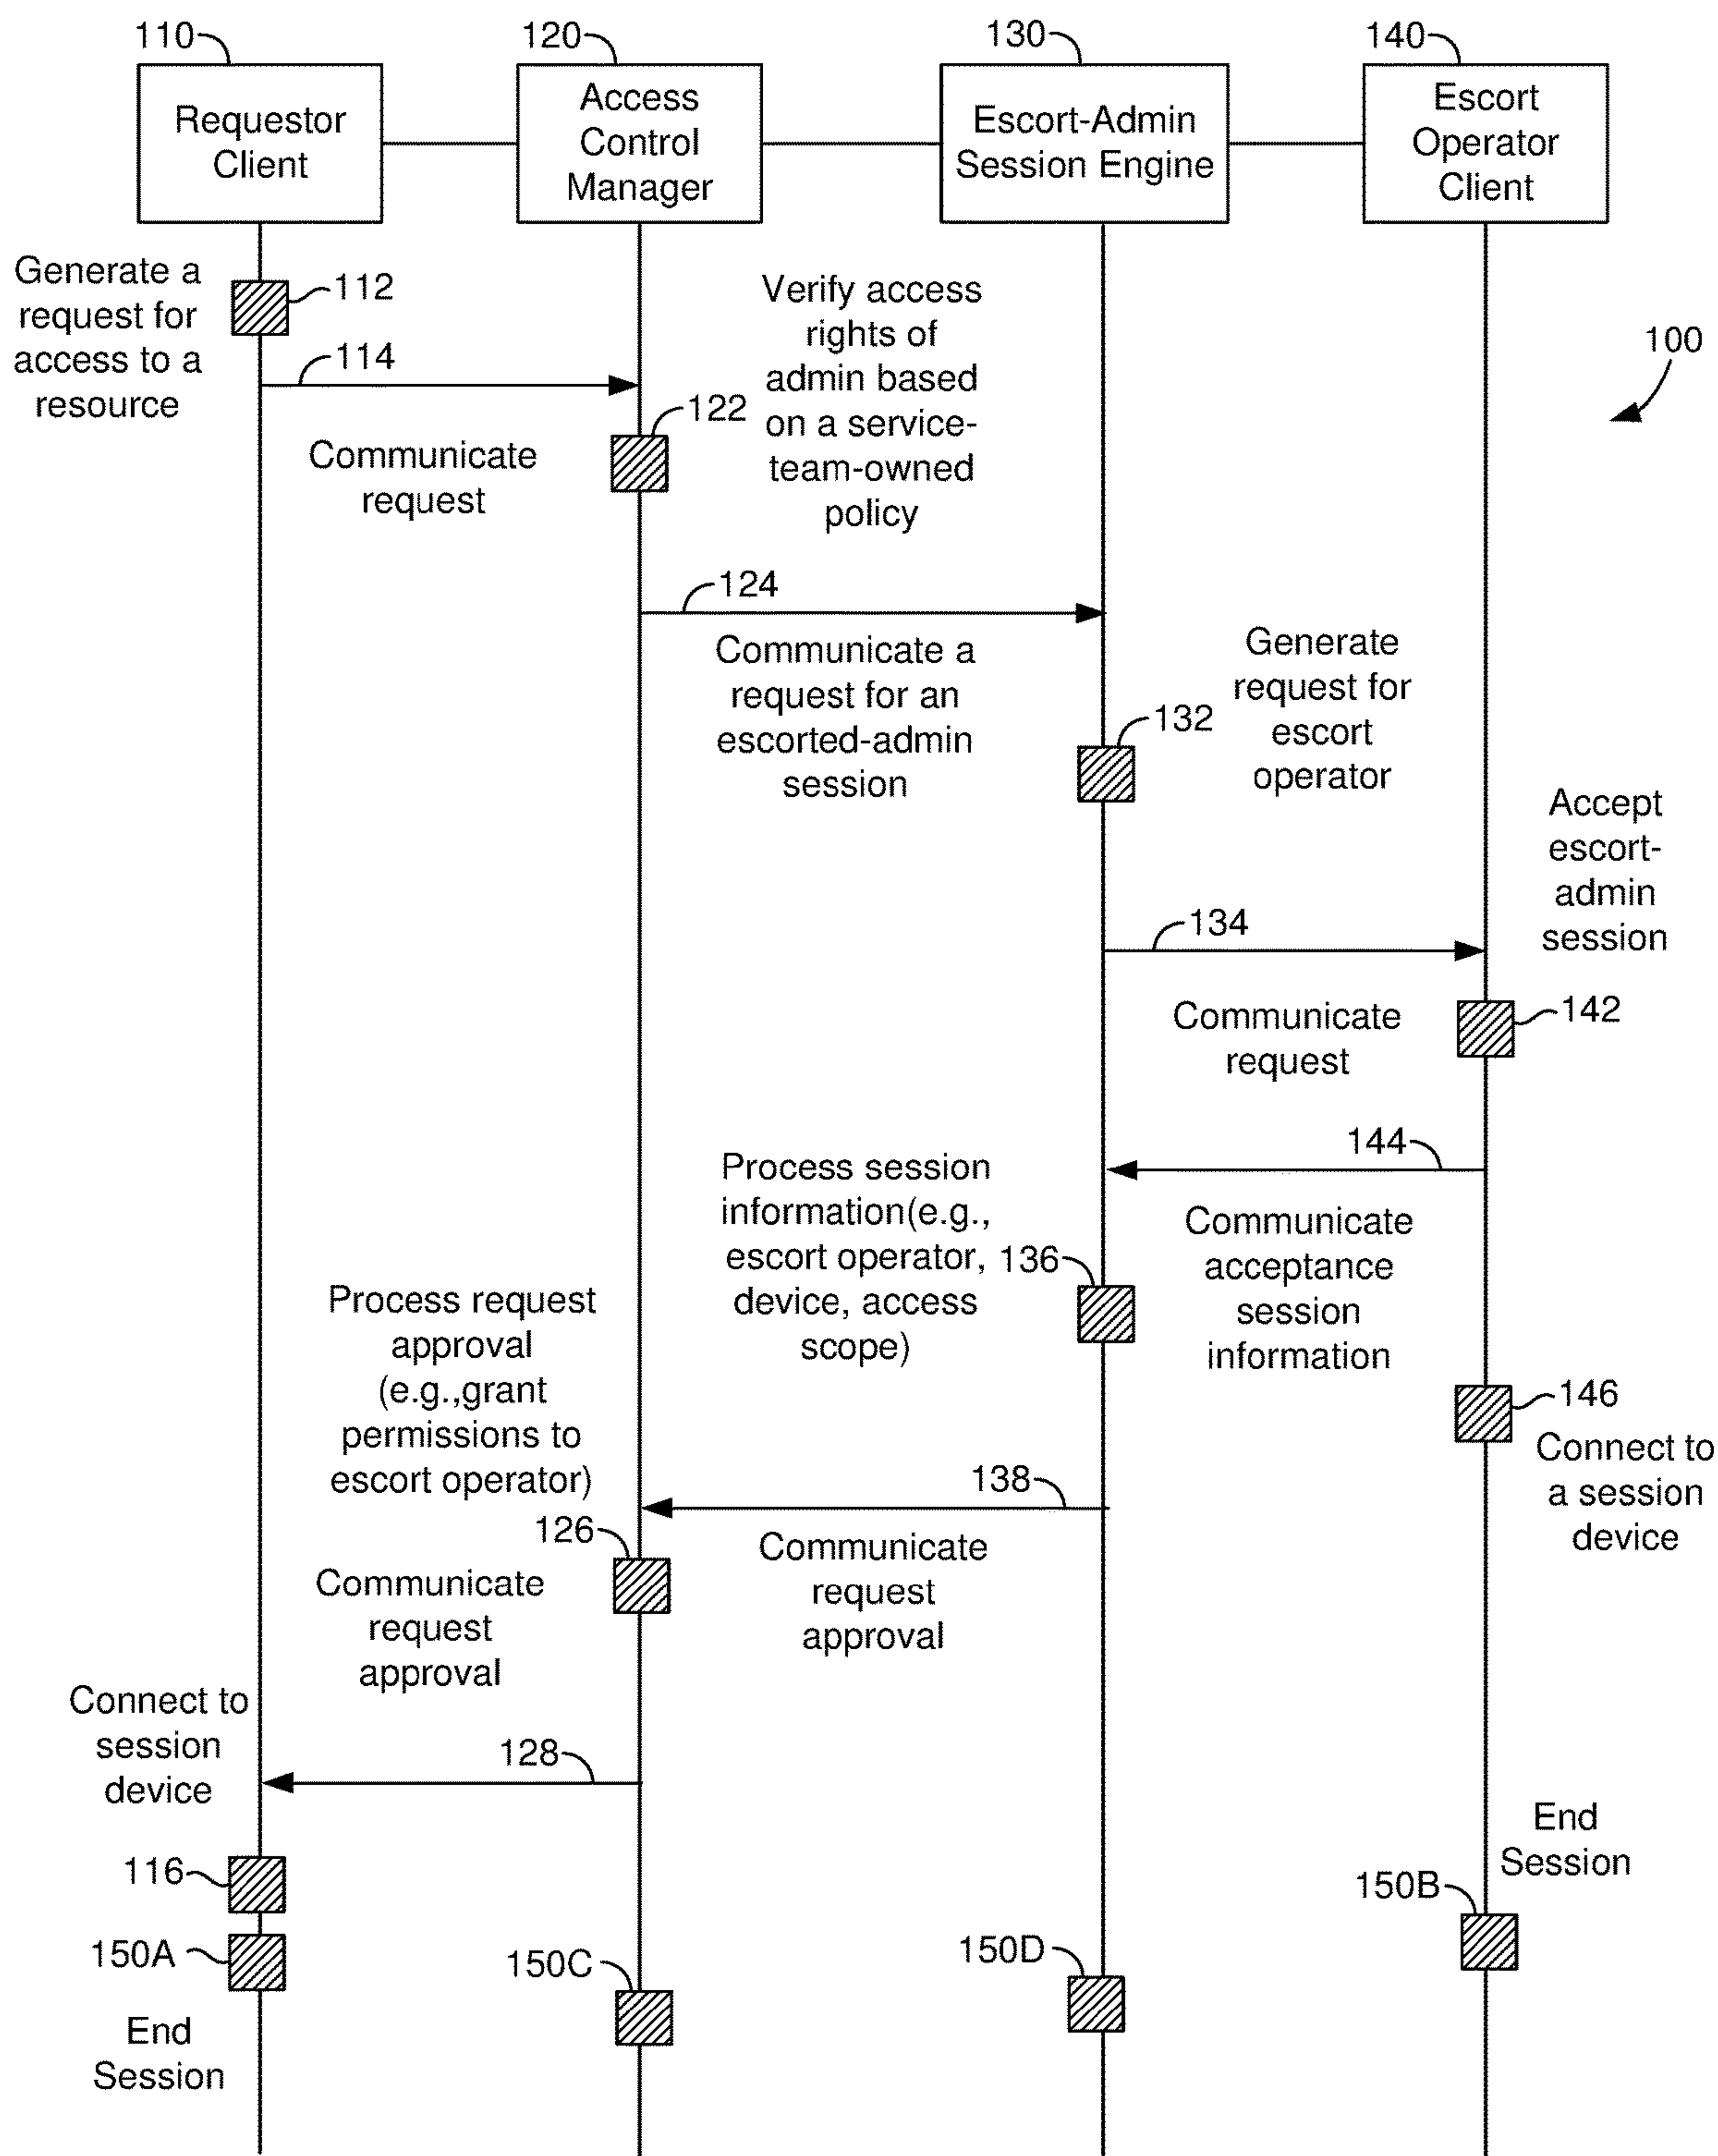 110
120
130
140
Requestor
Client
Access
Control
Manager
Escort-Admin
Session Engine
Escort
Operator
Client
Generate a
request for
access to a
resource
112
114
Communicate
request
122
Verify access
rights of
admin based
on a service-
team-owned
policy
100
124
Communicate a
request for an
escorted-admin
session
132
Generate
request for
escort
operator
134
Communicate
request
Accept
escort-
admin
session
142
144
Communicate
acceptance
session
information
Process session
information(e.g.,
escort operator,
device, access
scope)
136
146
Connect to
a session
device
138
Communicate
request
approval
Process request
approval
(e.g.,grant
permissions to
escort operator)
126
Communicate
request
approval
128
Connect to
session
device
116
150A
End
Session
150C
150D
End
Session
150B